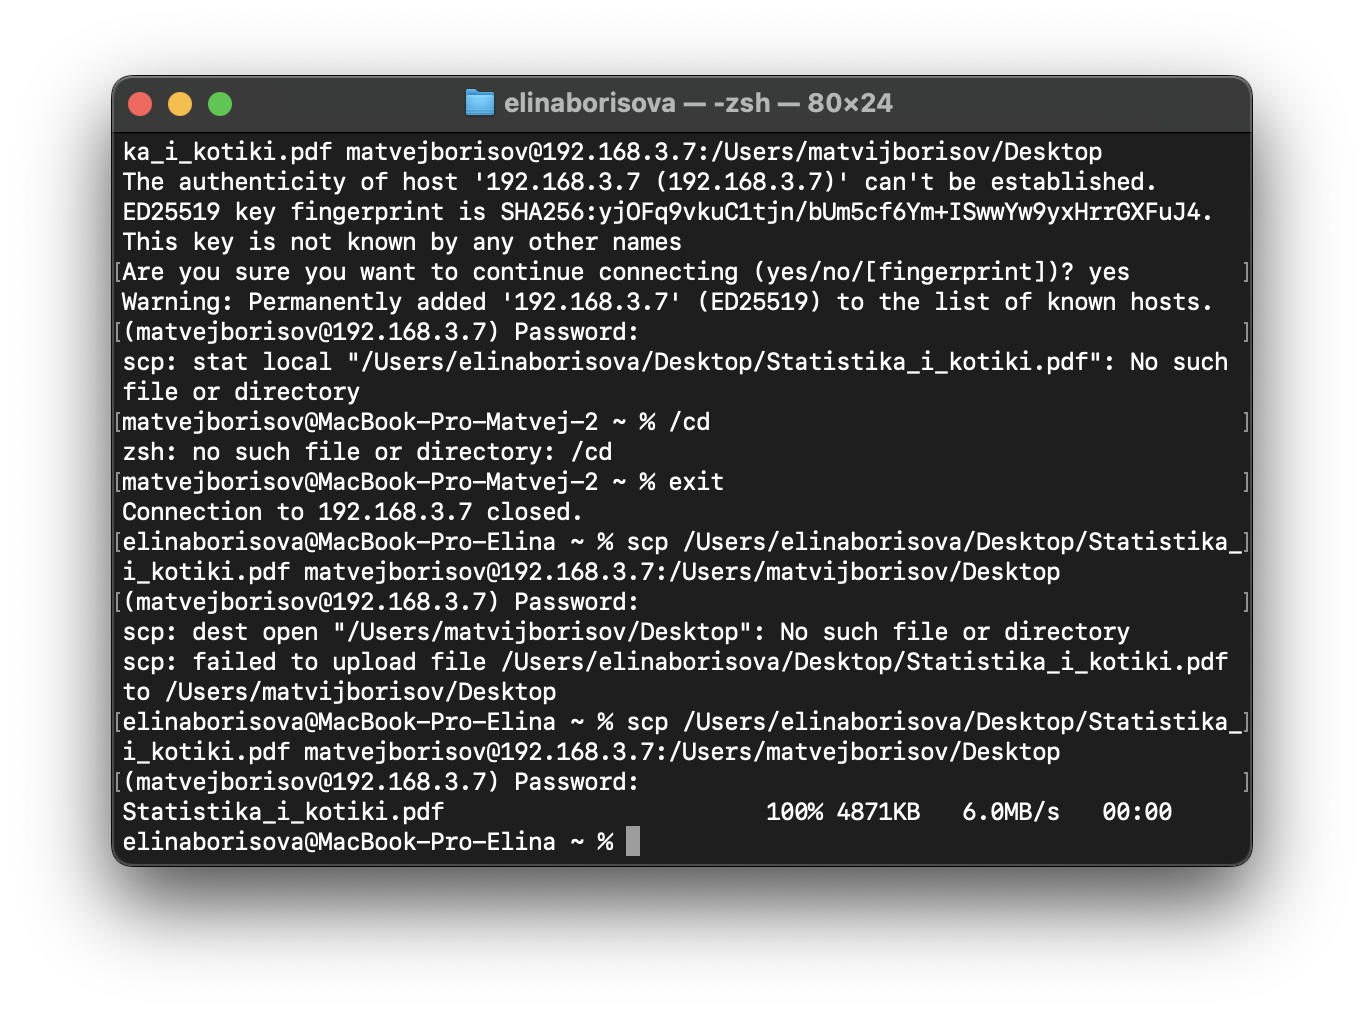 elinaborisova — -zsh — 80×24
ka_i_kotiki.pdf matvejborisov@192.168.3.7:/Users/matvijborisov/Desktop
The authenticity of host '192.168.3.7 (192.168.3.7)' can't be established.
ED25519 key fingerprint is SHA256:yjOFq9vkuC1tjn/bUm5cf6Ym+ISwwYw9yxHrrGXFuJ4.
This key is not known by any other names
[Are you sure you want to continue connecting (yes/no/[fingerprint])? yes ]
Warning: Permanently added '192.168.3.7' (ED25519) to the list of known hosts.
[(matvejborisov@192.168.3.7) Password: ]
scp: stat local "/Users/elinaborisova/Desktop/Statistika_i_kotiki.pdf": No such
file or directory
[matvejborisov@MacBook-Pro-Matvej-2 ~ % /cd ]
zsh: no such file or directory: /cd
[matvejborisov@MacBook-Pro-Matvej-2 ~ % exit ]
Connection to 192.168.3.7 closed.
[elinaborisova@MacBook-Pro-Elina ~ % scp /Users/elinaborisova/Desktop/Statistika_]
i_kotiki.pdf matvejborisov@192.168.3.7:/Users/matvijborisov/Desktop
[(matvejborisov@192.168.3.7) Password: ]
scp: dest open "/Users/matvijborisov/Desktop": No such file or directory
scp: failed to upload file /Users/elinaborisova/Desktop/Statistika_i_kotiki.pdf
to /Users/matvijborisov/Desktop
[elinaborisova@MacBook-Pro-Elina ~ % scp /Users/elinaborisova/Desktop/Statistika_]
i_kotiki.pdf matvejborisov@192.168.3.7:/Users/matvejborisov/Desktop
[(matvejborisov@192.168.3.7) Password: ]
Statistika_i_kotiki.pdf 100% 4871KB 6.0MB/s 00:00
elinaborisova@MacBook-Pro-Elina ~ %